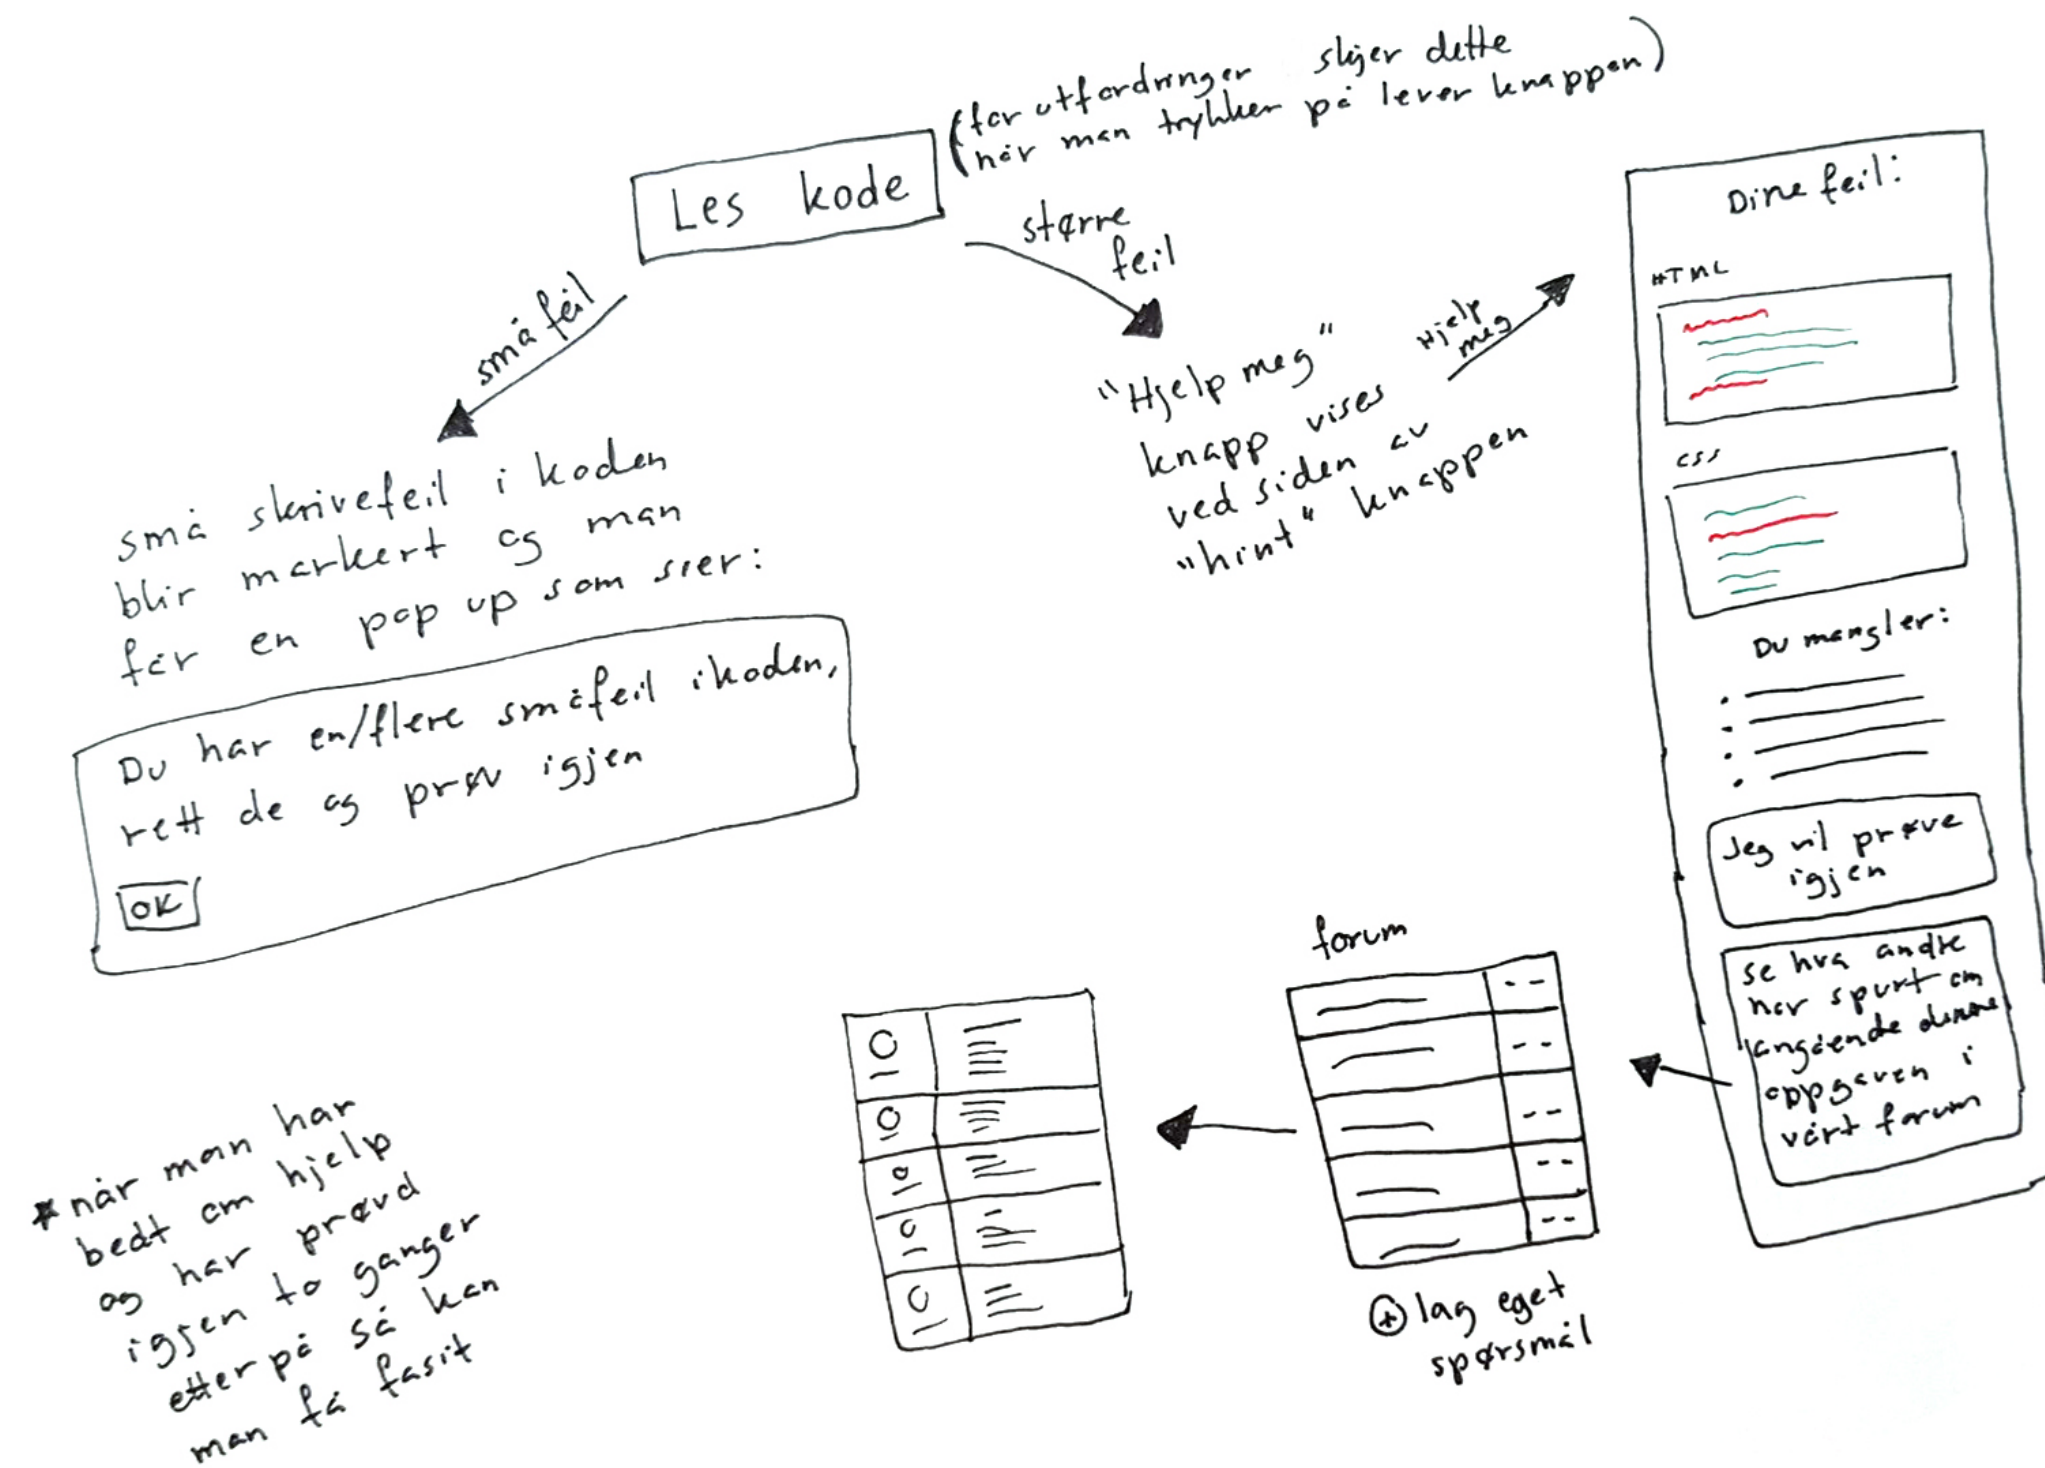 (for utfordringer skjer dette
når man trykker på lever knappen)
Les kode
større
feil
små feil
små skrivefeil i koden
blir markert og man
får en pop up som sier:
Du har en/flere småfeil i koden,
rett de og prøv igjen
OK
"Hjelp meg"
knapp vises
ved siden av
"hint" knappen
Hjelp
meg
Dine feil:
HTML
CSS
Du mangler:
Jeg vil prøve
igjen
se hva andre
har spurt om
angående denne
oppgaven i
vårt forum
forum
+ lag eget
spørsmål
*når man har
bedt om hjelp
og har prøvd
igjen to ganger
etterpå så kan
man få fasit